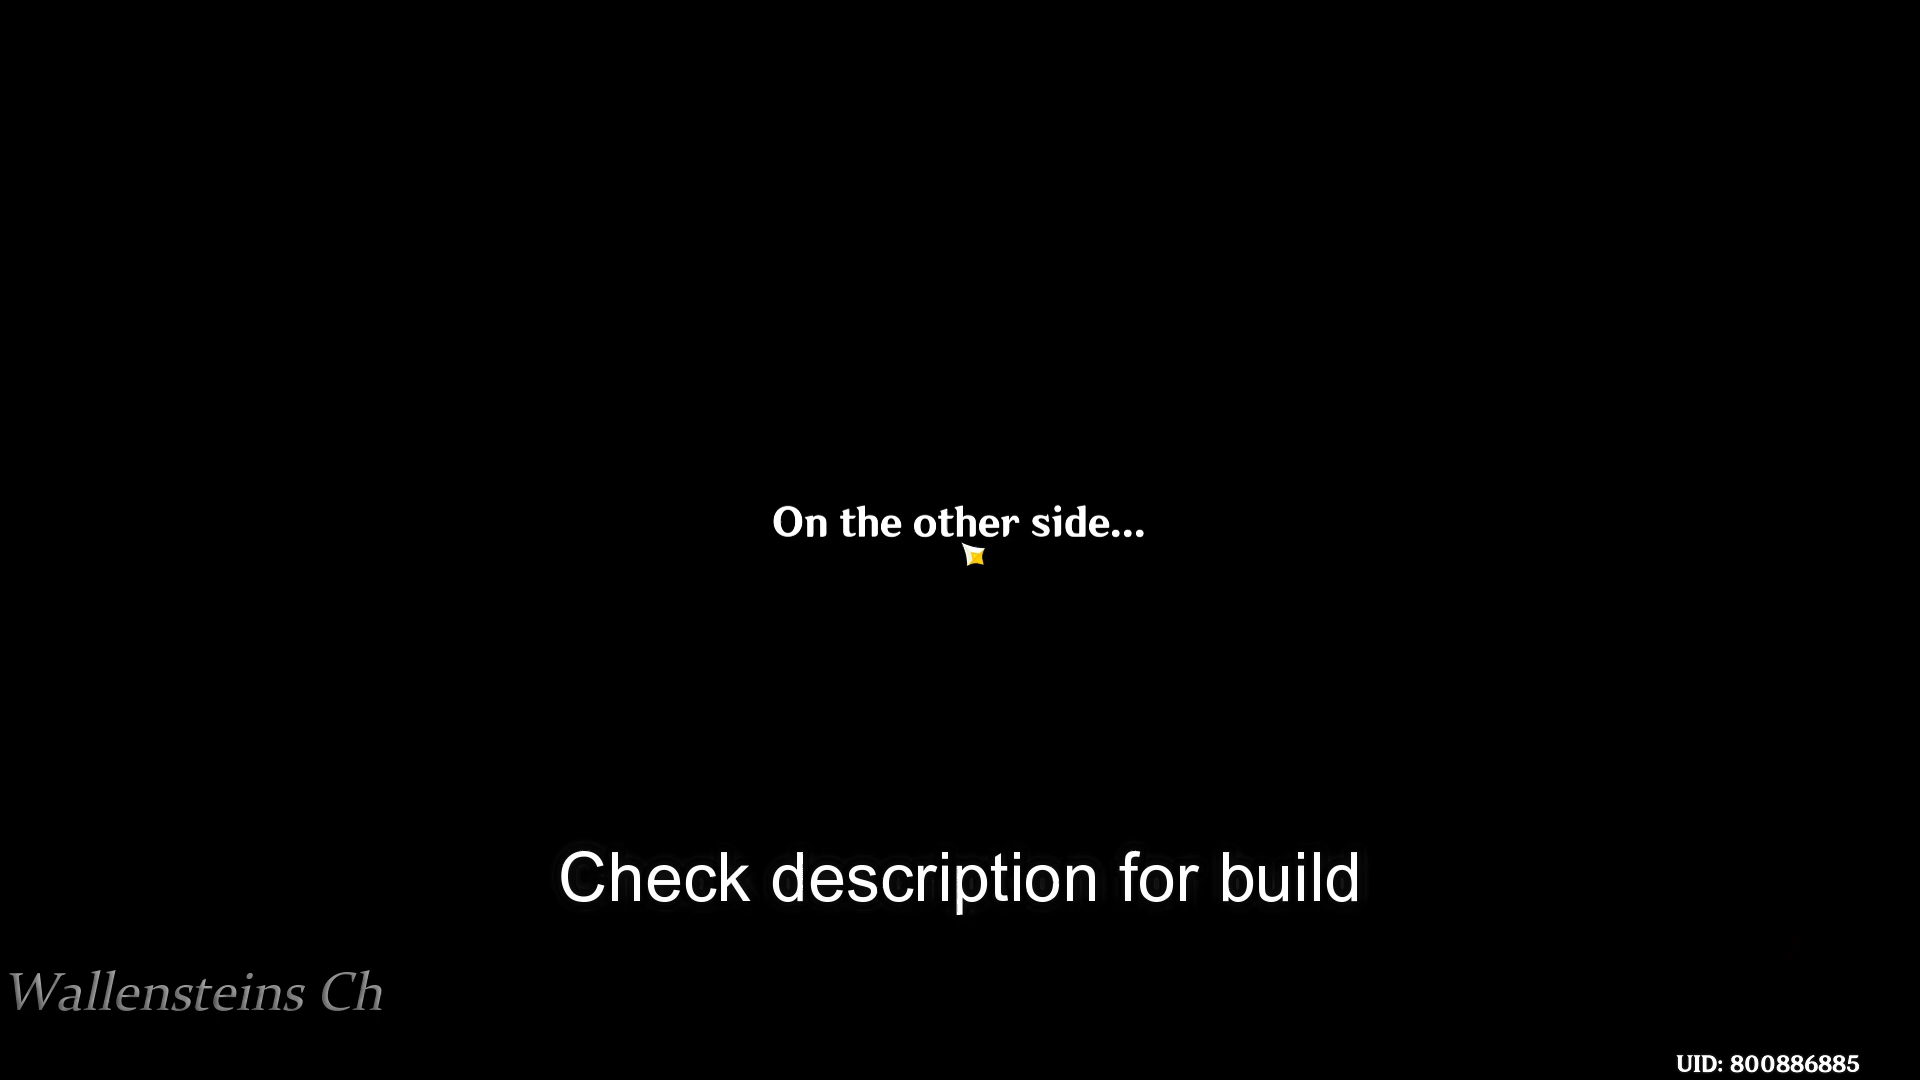 On the other side...
Check description for build
Wallensteins Ch
UID: 800886885